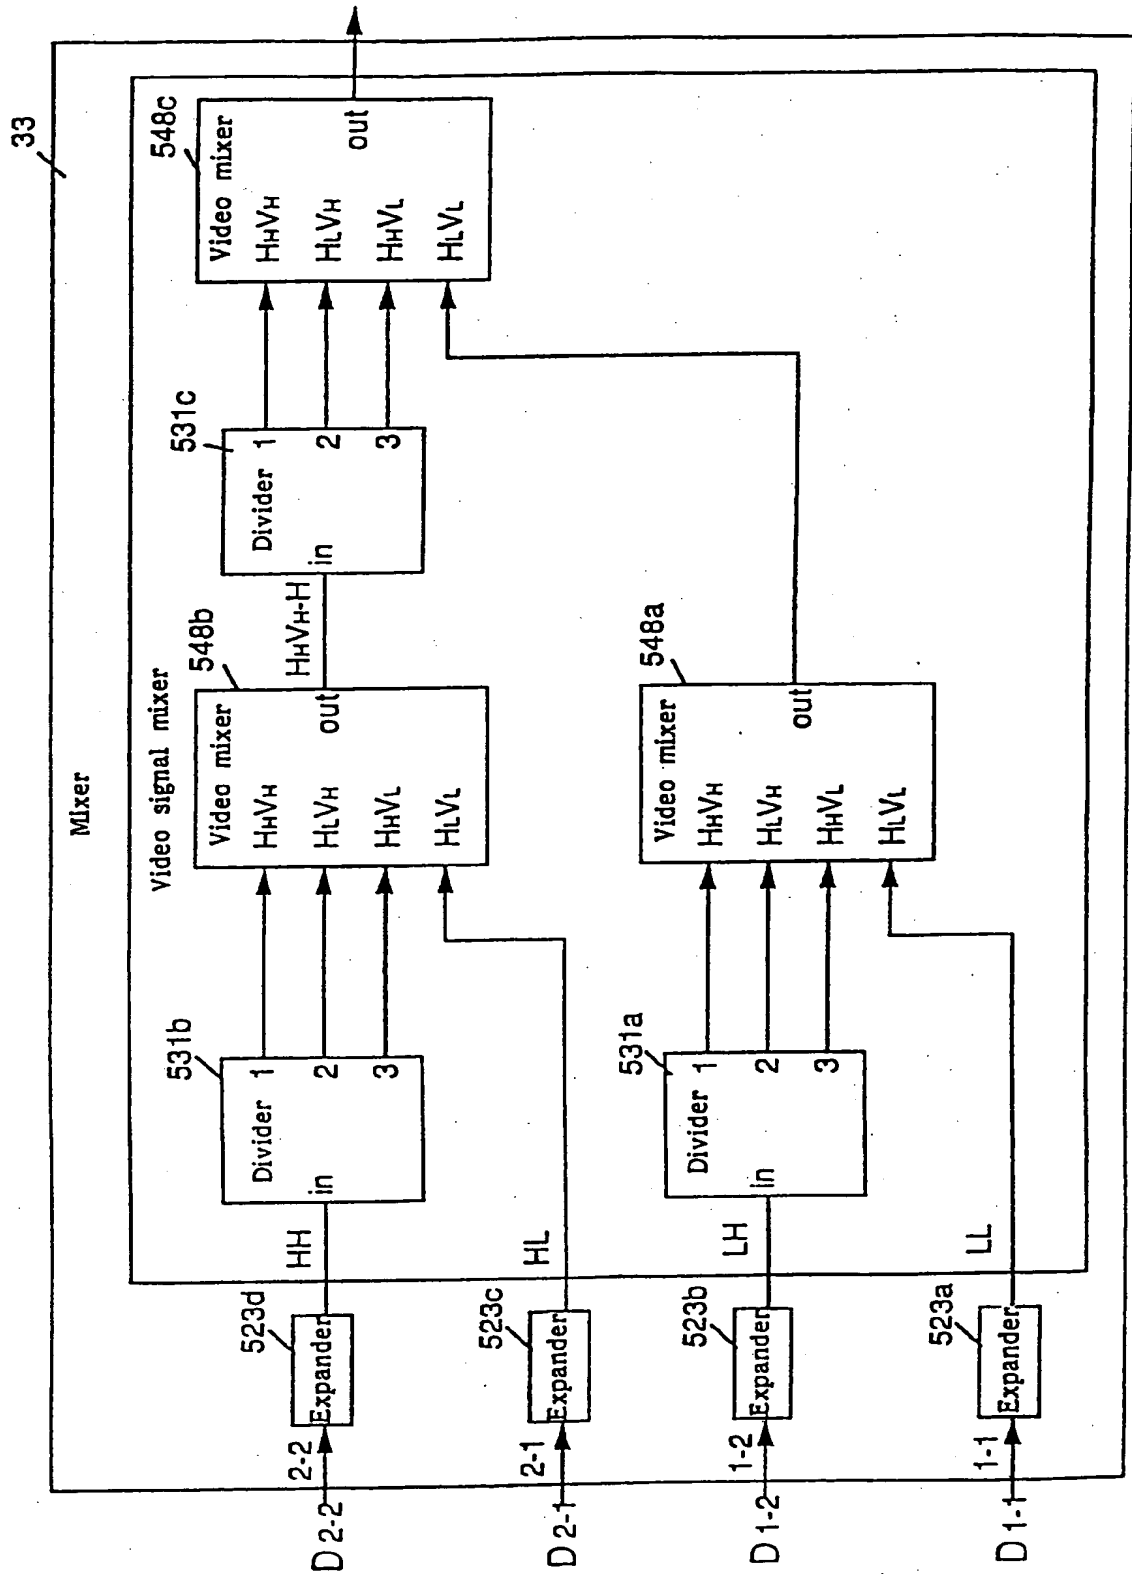 33
Mixer
Video signal mixer
D2-2
2-2
Expander
523d
HH
Divider
in
1
2
3
531b
Video mixer
HHVH
HLVH
HHVL
HLVL
out
548b
HHVH-H
Divider
in
1
2
3
531c
Video mixer
HHVH
HLVH
HHVL
HLVL
out
548c
D2-1
2-1
Expander
523c
HL
D1-2
1-2
Expander
523b
LH
Divider
in
1
2
3
531a
Video mixer
HHVH
HLVH
HHVL
HLVL
out
548a
D1-1
1-1
Expander
523a
LL